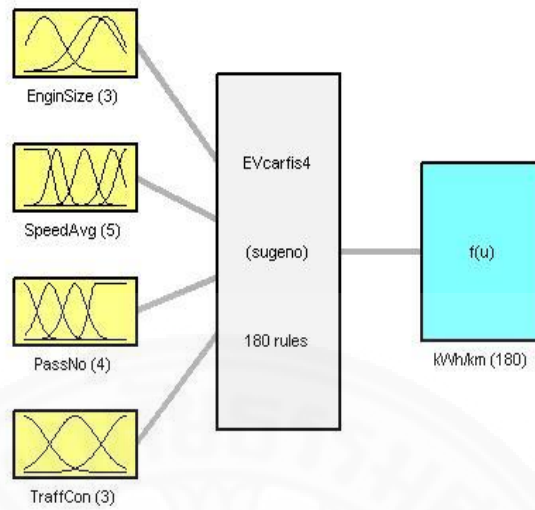 EnginSize (3)
SpeedAvg (5)
PassNo (4)
TraffCon (3)
EVcarfis4
(sugeno)
180 rules
f(u)
kWh/km (180)